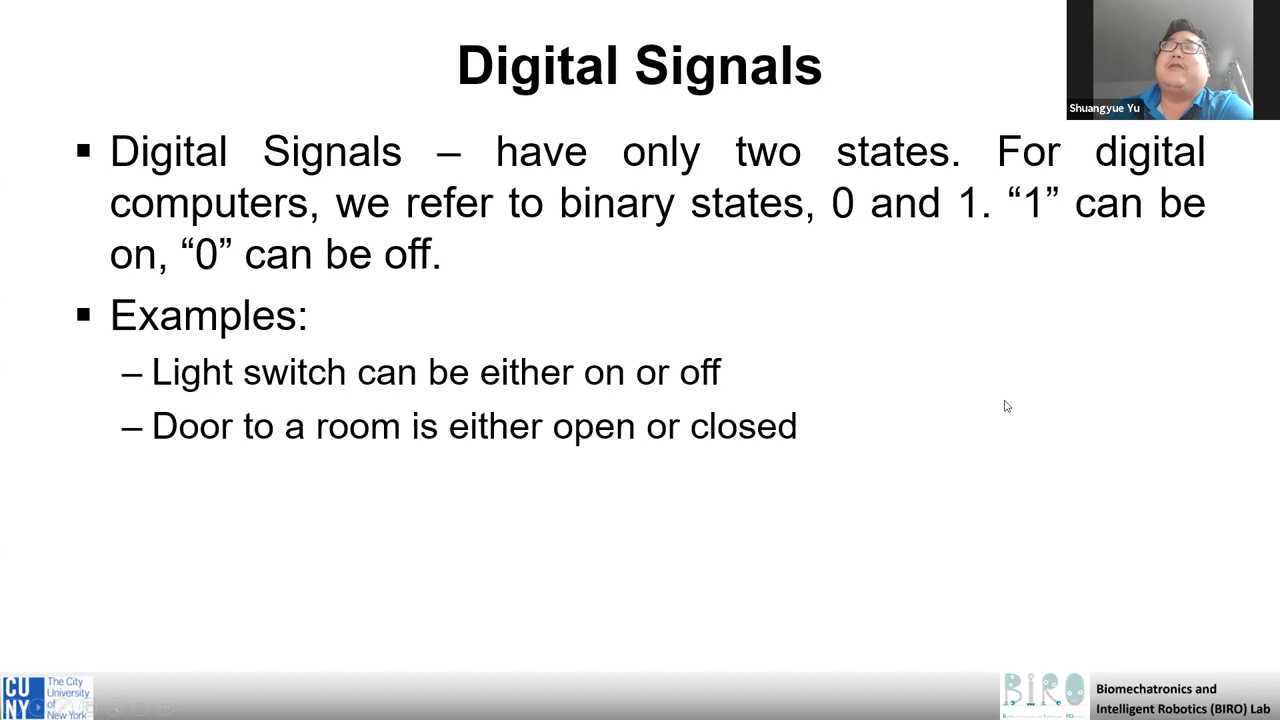 Digital Signals
Shuangyue Yu
▪ Digital Signals – have only two states. For digital
computers, we refer to binary states, 0 and 1. “1” can be
on, “0” can be off.
▪ Examples:
– Light switch can be either on or off
– Door to a room is either open or closed
CU
NY
The City
University
of
New York
BiRO
Biomechatronics and
Intelligent Robotics (BIRO) Lab